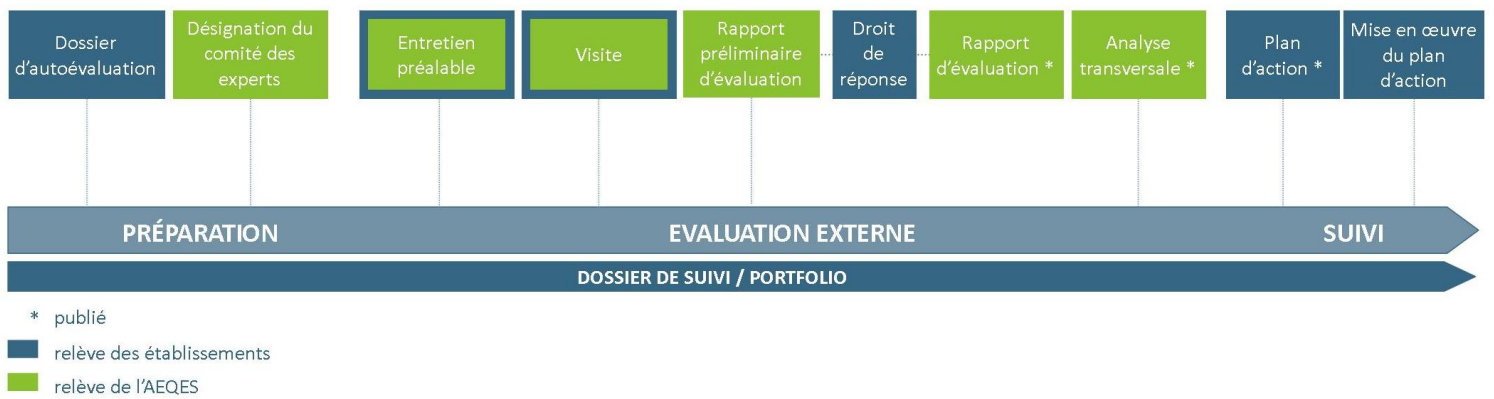 Dossier
d'autoévaluation
Désignation du
comité des
experts
Entretien
préalable
Visite
Rapport
préliminaire
d'évaluation
Droit
de
réponse
Rapport
d'évaluation *
Analyse
transversale *
Plan
d'action *
Mise en œuvre
du plan
d'action
PRÉPARATION
EVALUATION EXTERNE
SUIVI
DOSSIER DE SUIVI / PORTFOLIO
* publié
relève des établissements
relève de l'AEQES